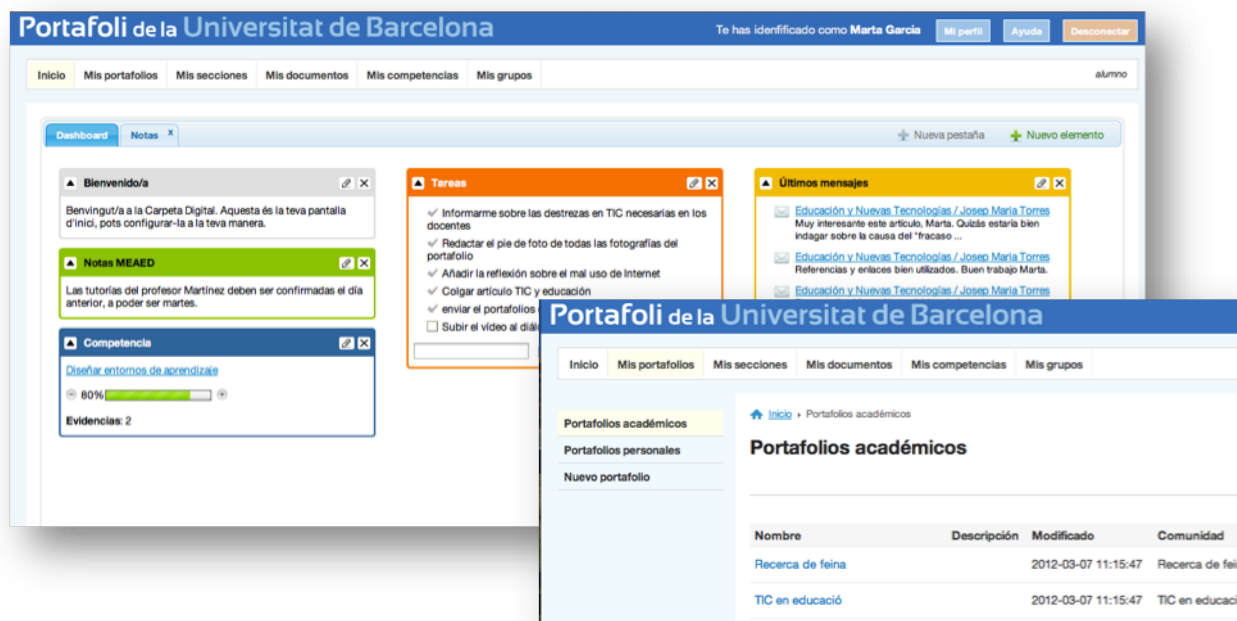 Portafoli de la Universitat de Barcelona
Te has idenfificado como Marta Garcia
Mi perfil
Ayuda
Desconectar
Inicio
Mis portafolios
Mis secciones
Mis documentos
Mis competencias
Mis grupos
alumno
Dashboard
Notas x
Nueva pestaña
Nuevo elemento
Bienvenido/a
Benvingut/a a la Carpeta Digital. Aquesta és la teva pantalla
d'inici, pots configurar-la a la teva manera.
Notas MEAED
Las tutorías del profesor Martínez deben ser confirmadas el día
anterior, a poder ser martes.
Competencia
Diseñar entornos de aprendizaje
80%
Evidencias: 2
Tareas
Informarme sobre las destrezas en TIC necesarias en los
docentes
Redactar el pie de foto de todas las fotografías del
portafolio
Añadir la reflexión sobre el mal uso de Internet
Colgar artículo TIC y educación
enviar el portafolios
Subir el vídeo al
Últimos mensajes
Educación y Nuevas Tecnologías / Josep Maria Torres
Muy interesante este artículo, Marta. Quizás estaría bien
indagar sobre la causa del "fracaso ...
Educación y Nuevas Tecnologías / Josep Maria Torres
Referencias y enlaces bien utilizados. Buen trabajo Marta.
Educación y Nuevas Tecnologías / Josep Maria Torres
Portafoli de la Universitat de Barcelona
Inicio
Mis portafolios
Mis secciones
Mis documentos
Mis competencias
Mis grupos
Portafolios académicos
Portafolios personales
Nuevo portafolio
Inicio › Portafolios académicos
Portafolios académicos
Nombre Descripción Modificado Comunidad
Recerca de feina 2012-03-07 11:15:47 Recerca de fei
TIC en educació 2012-03-07 11:15:47 TIC en educaci